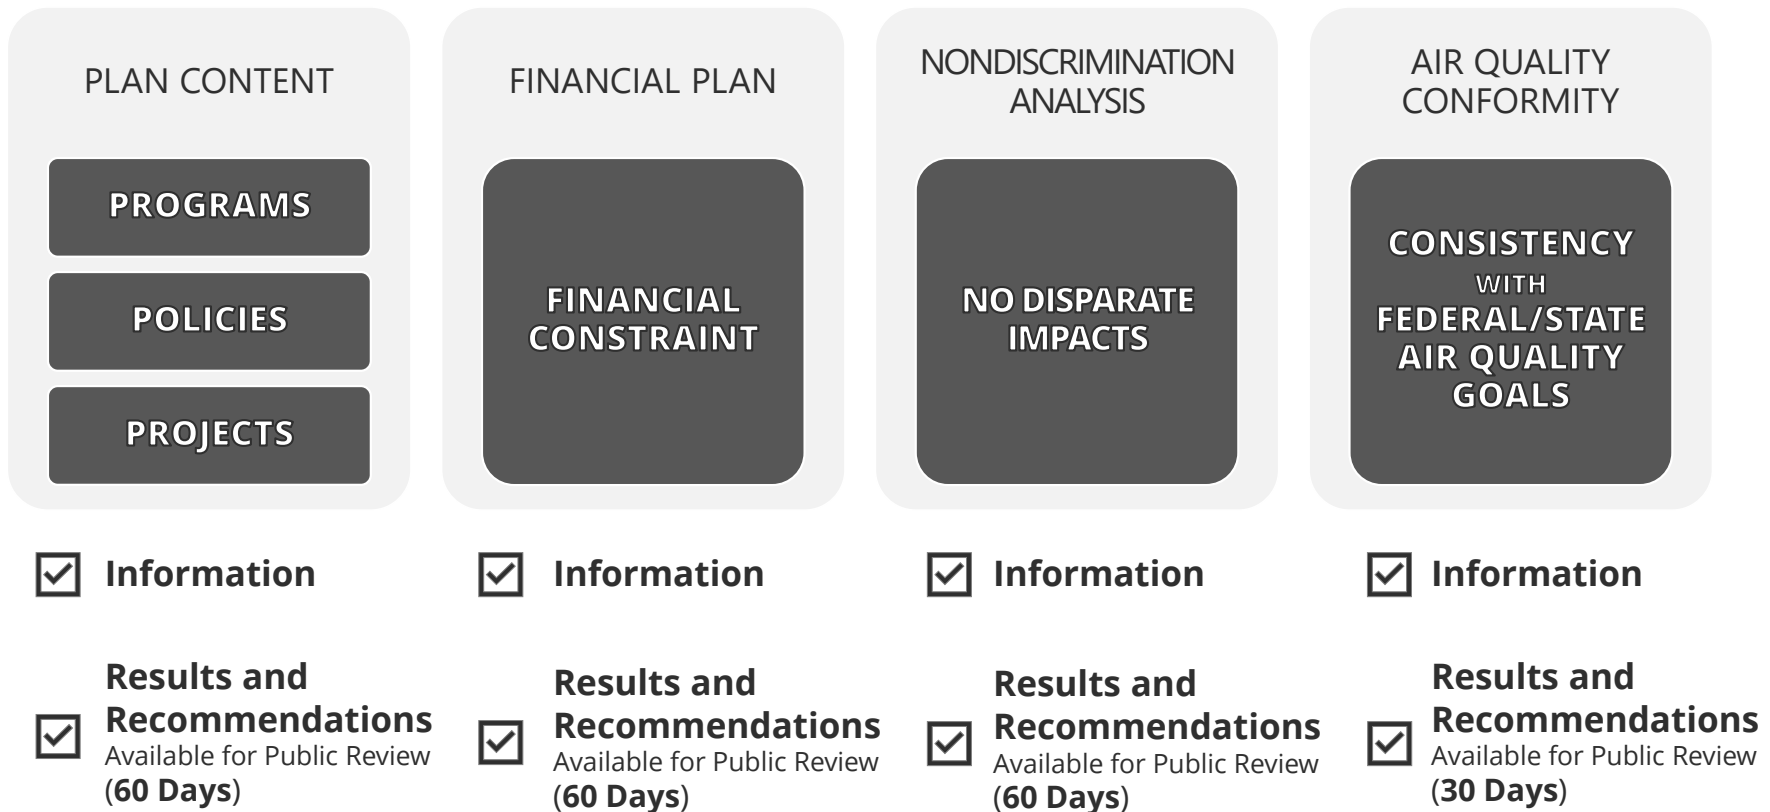 PLAN CONTENT
PROGRAMS
POLICIES
PROJECTS
Information
Results and
Recommendations
Available for Public Review
(60 Days)
FINANCIAL PLAN
FINANCIAL
CONSTRAINT
Information
Results and
Recommendations
Available for Public Review
(60 Days)
NONDISCRIMINATION
ANALYSIS
NO DISPARATE
IMPACTS
Information
Results and
Recommendations
Available for Public Review
(60 Days)
AIR QUALITY
CONFORMITY
CONSISTENCY
WITH
FEDERAL/STATE
AIR QUALITY
GOALS
Information
Results and
Recommendations
Available for Public Review
(30 Days)